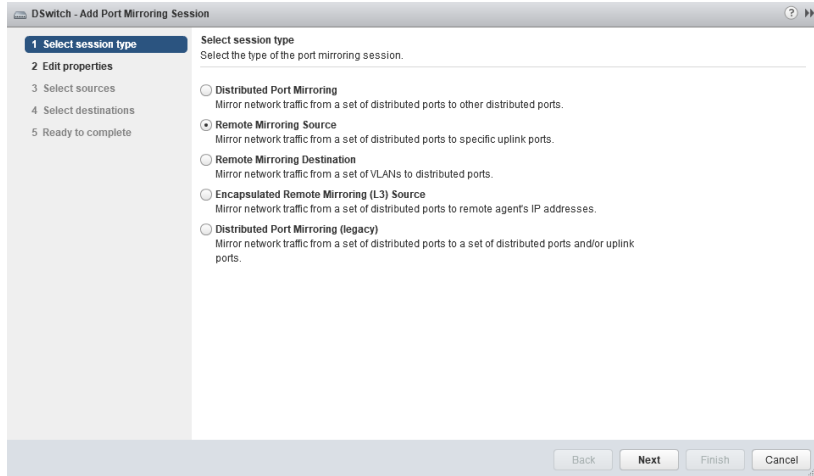 DSwitch - Add Port Mirroring Session
?
1 Select session type
2 Edit properties
3 Select sources
4 Select destinations
5 Ready to complete
Select session type
Select the type of the port mirroring session.
Distributed Port Mirroring
Mirror network traffic from a set of distributed ports to other distributed ports.
Remote Mirroring Source
Mirror network traffic from a set of distributed ports to specific uplink ports.
Remote Mirroring Destination
Mirror network traffic from a set of VLANs to distributed ports.
Encapsulated Remote Mirroring (L3) Source
Mirror network traffic from a set of distributed ports to remote agent's IP addresses.
Distributed Port Mirroring (legacy)
Mirror network traffic from a set of distributed ports to a set of distributed ports and/or uplink
ports.
Back
Next
Finish
Cancel